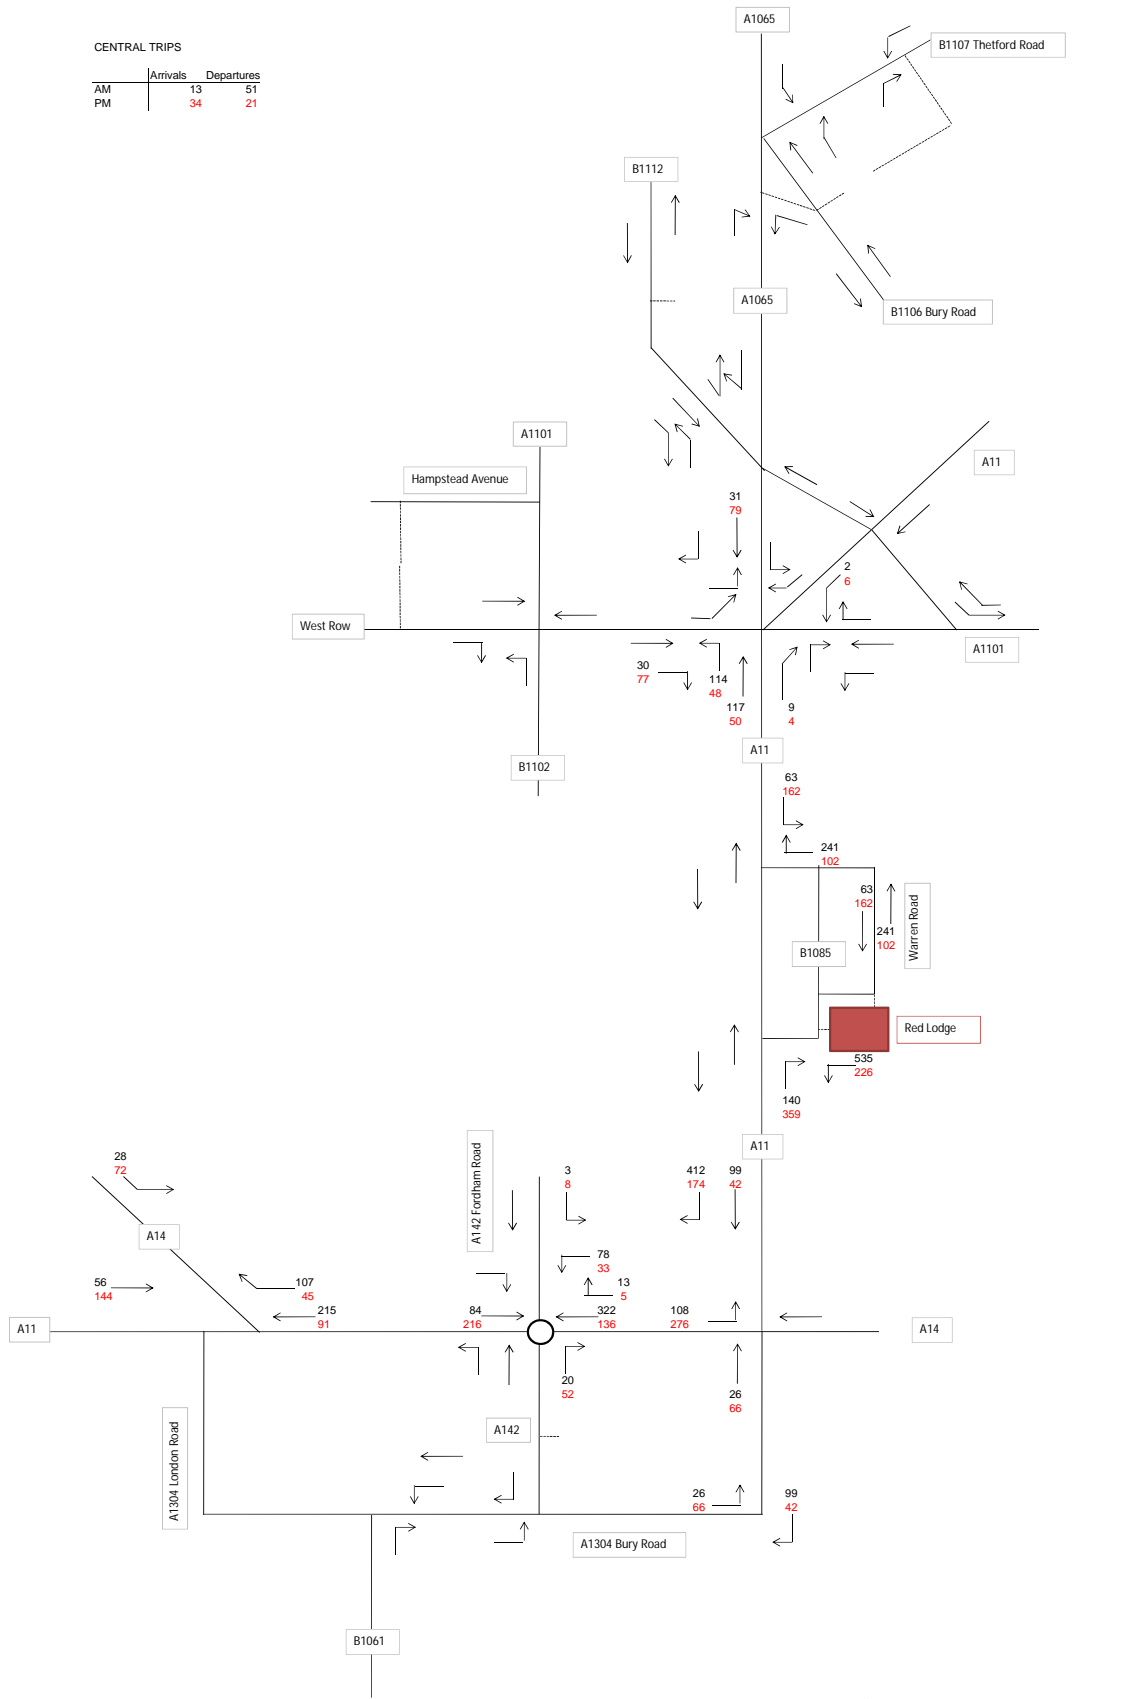 A1065
B1107 Thetford Road
CENTRAL TRIPS
Arrivals Departures
AM 13 51
PM 34 21
B1112
A1065
B1106 Bury Road
A1101
A11
Hampstead Avenue
31
79
2
6
West Row
A1101
30
77
114
48
117
50
9
4
A11
B1102
63
162
241
102
63
162
Warren Road
241
102
B1085
Red Lodge
535
226
140
359
A11
A142 Fordham Road
28
72
3
8
412
174
99
42
A14
78
33
56
144
107
45
13
5
215
91
84
216
322
136
108
276
A11
A14
20
52
26
66
A142
A1304 London Road
26
66
99
42
A1304 Bury Road
B1061